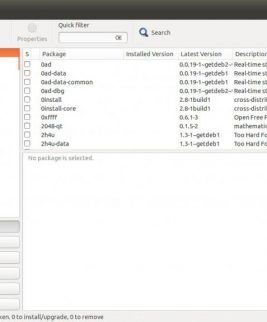 Quick filter
Properties
Search
S Package Installed Version Latest Version Description
0ad 0.0.19-1~getdeb2~ Real-time st
0ad-data 0.0.19-1~getdeb1~ Real-time st
0ad-data-common 0.0.19-1~getdeb1~ Real-time st
0ad-dbg 0.0.19-1~getdeb2~ Real-time st
0install 2.8-1build1 cross-distri
0install-core 2.8-1build1 cross-distri
0xffff 0.6.1-3 Open Free F
2048-qt 0.1.5-2 mathematic
2h4u 1.3-1~getdeb1 Too Hard Fo
2h4u-data 1.3-1~getdeb1 Too Hard Fo
No package is selected.
ken. 0 to install/upgrade, 0 to remove